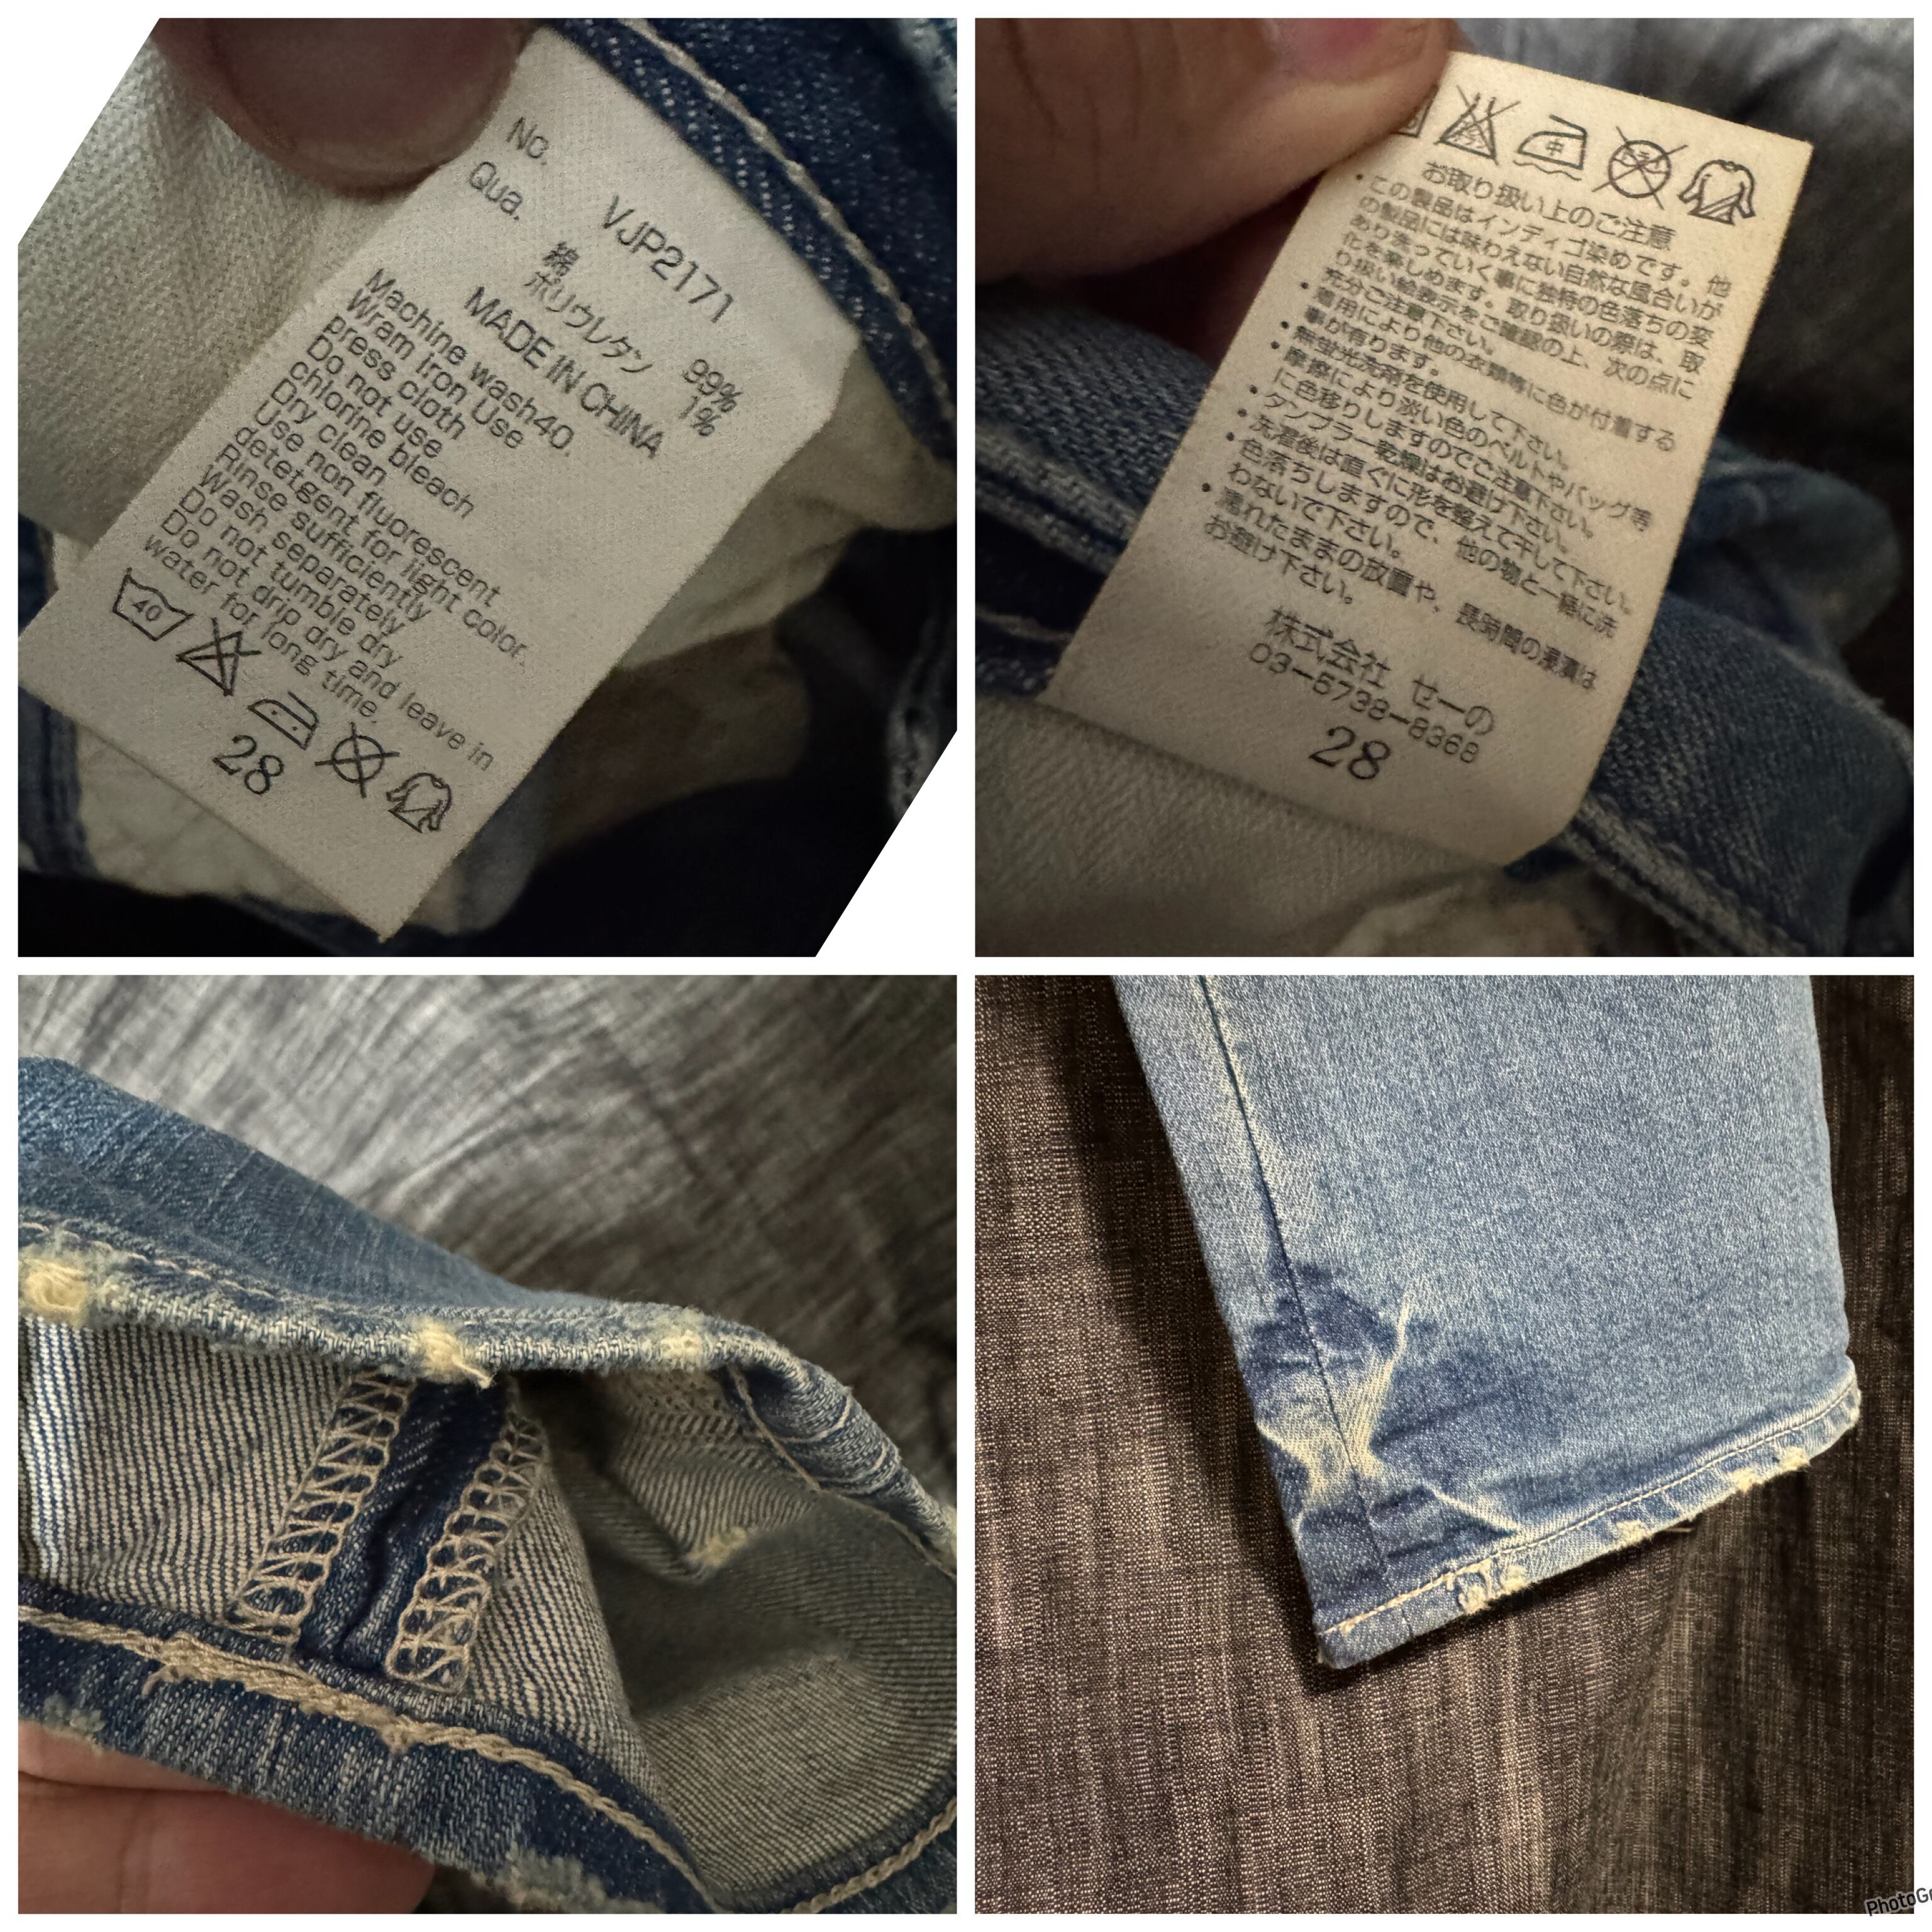 No. VJP2171
Qua.
綿 99%
ポリウレタン 1%
MADE IN CHINA
Machine wash40.
Wram Iron Use
press cloth
Do not use
chlorine bleach
Dry clean
Use non fluorescent
detetgent for light color.
Rinse sufficiently
Wash separately
Do not tumble dry
Do not drip dry and leave in
water for long time.
40
28
中
お取り扱い上のご注意
・この製品はインディゴ染めです。他
の製品には味わえない自然な風合いが
あり洗っていく事に独特の色落ちの変
化を楽しめます。取り扱いの際は、取
り扱い絵表示をご確認の上、次の点に
充分ご注意下さい。
・着用により他の衣類等に色が付着する
事が有ります。
・無蛍光洗剤を使用して下さい。
・摩擦により淡い色のベルトやバッグ等
に色移りしますのでご注意下さい。
・タンブラー乾燥はお避け下さい。
・洗濯後は直ぐに形を整えて干して下さい。
・色落ちしますので、他の物と一緒に洗
わないで下さい。
・濡れたままの放置や、長時間の浸漬は
お避け下さい。
株式会社 せーの
03-5738-8368
28